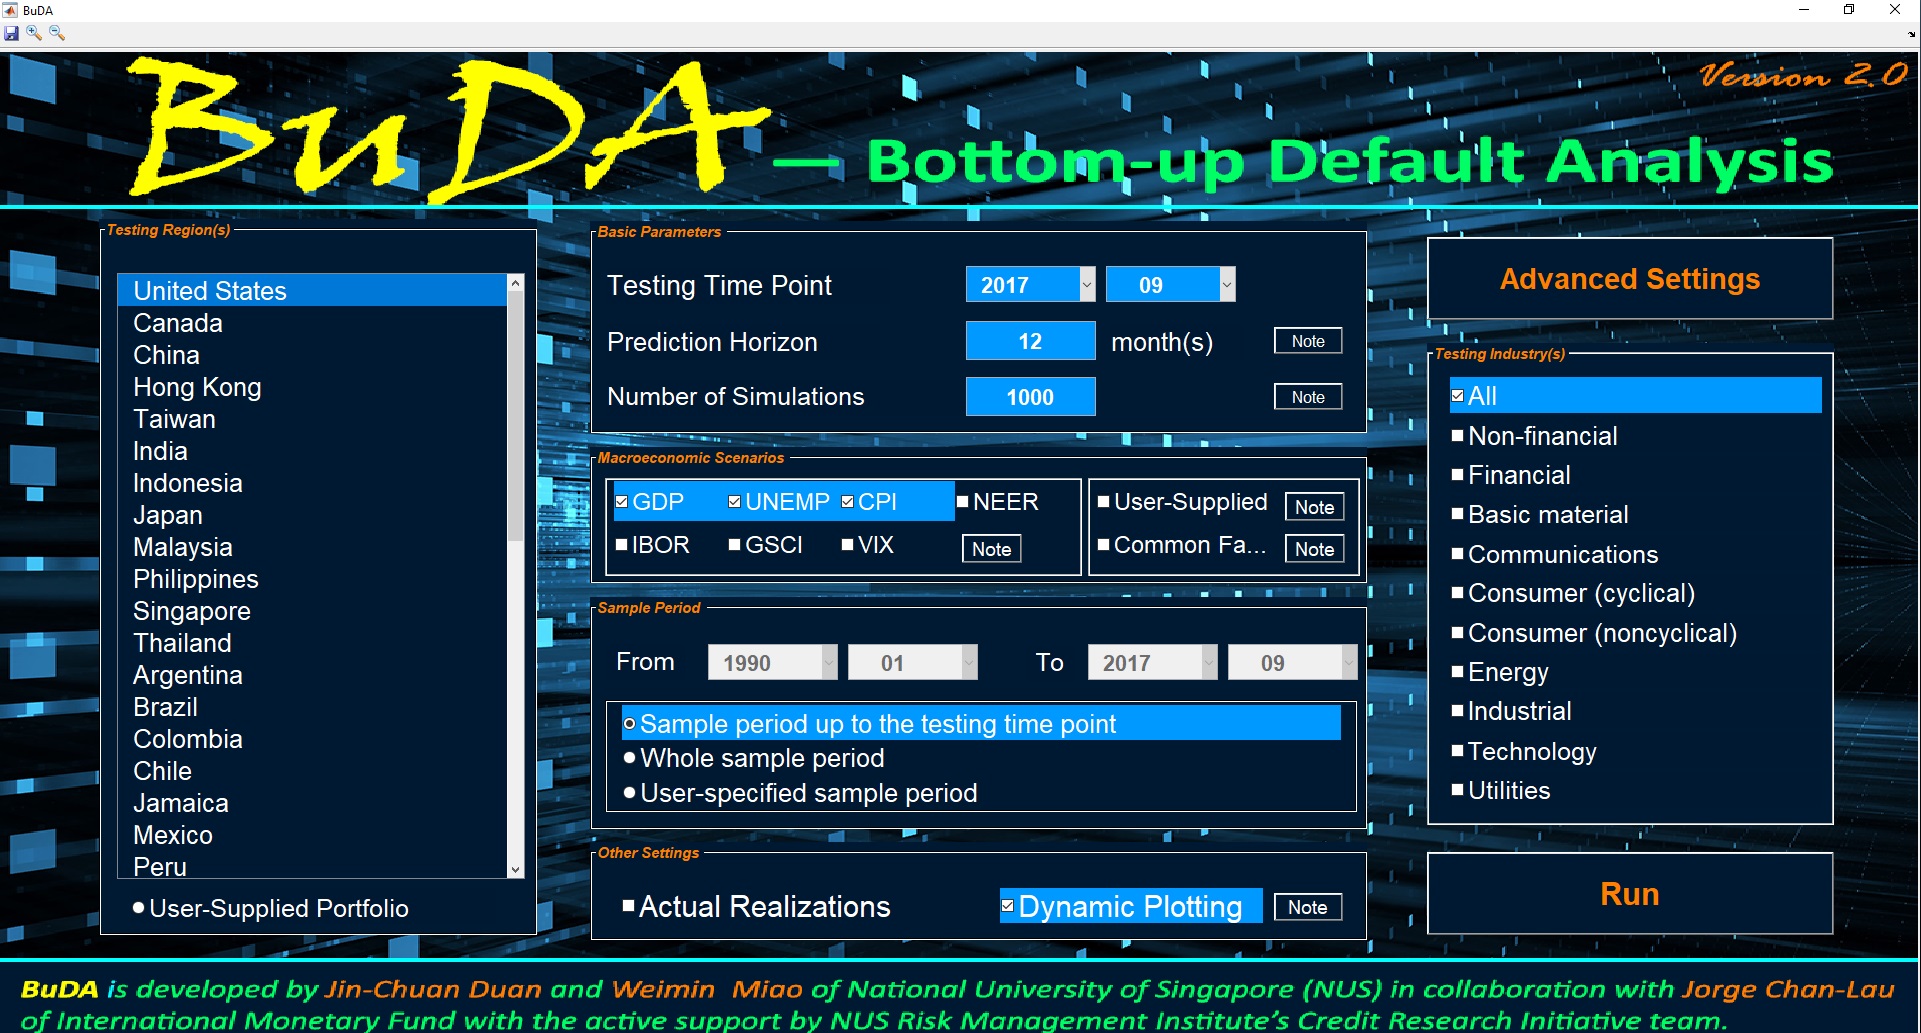 BuDA
BuDA — Bottom-up Default Analysis
Version 2.0
Testing Region(s)
United States
Canada
China
Hong Kong
Taiwan
India
Indonesia
Japan
Malaysia
Philippines
Singapore
Thailand
Argentina
Brazil
Colombia
Chile
Jamaica
Mexico
Peru
User-Supplied Portfolio
Basic Parameters
Testing Time Point 2017 09
Prediction Horizon 12 month(s) Note
Number of Simulations 1000 Note
Macroeconomic Scenarios
GDP UNEMP CPI NEER
IBOR GSCI VIX Note
User-Supplied Note
Common Fa... Note
Sample Period
From 1990 01 To 2017 09
Sample period up to the testing time point
Whole sample period
User-specified sample period
Other Settings
Actual Realizations Dynamic Plotting Note
Advanced Settings
Testing Industry(s)
All
Non-financial
Financial
Basic material
Communications
Consumer (cyclical)
Consumer (noncyclical)
Energy
Industrial
Technology
Utilities
Run
BuDA is developed by Jin-Chuan Duan and Weimin Miao of National University of Singapore (NUS) in collaboration with Jorge Chan-Lau
of International Monetary Fund with the active support by NUS Risk Management Institute's Credit Research Initiative team.